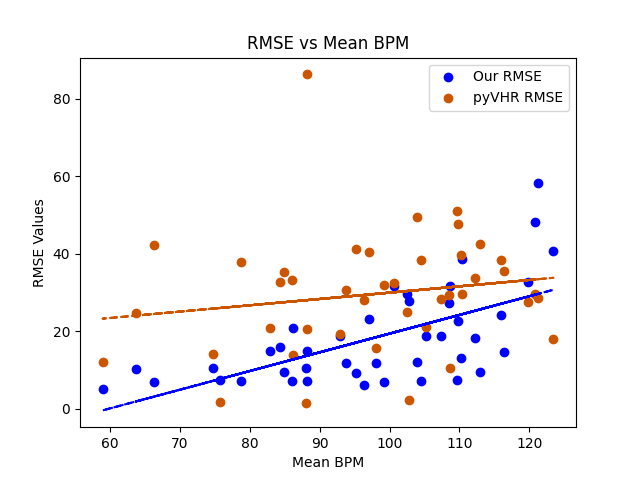 RMSE vs Mean BPM
Our RMSE
pyVHR RMSE
80
60
40
20
0
RMSE Values
60 70 80 90 100 110 120
Mean BPM